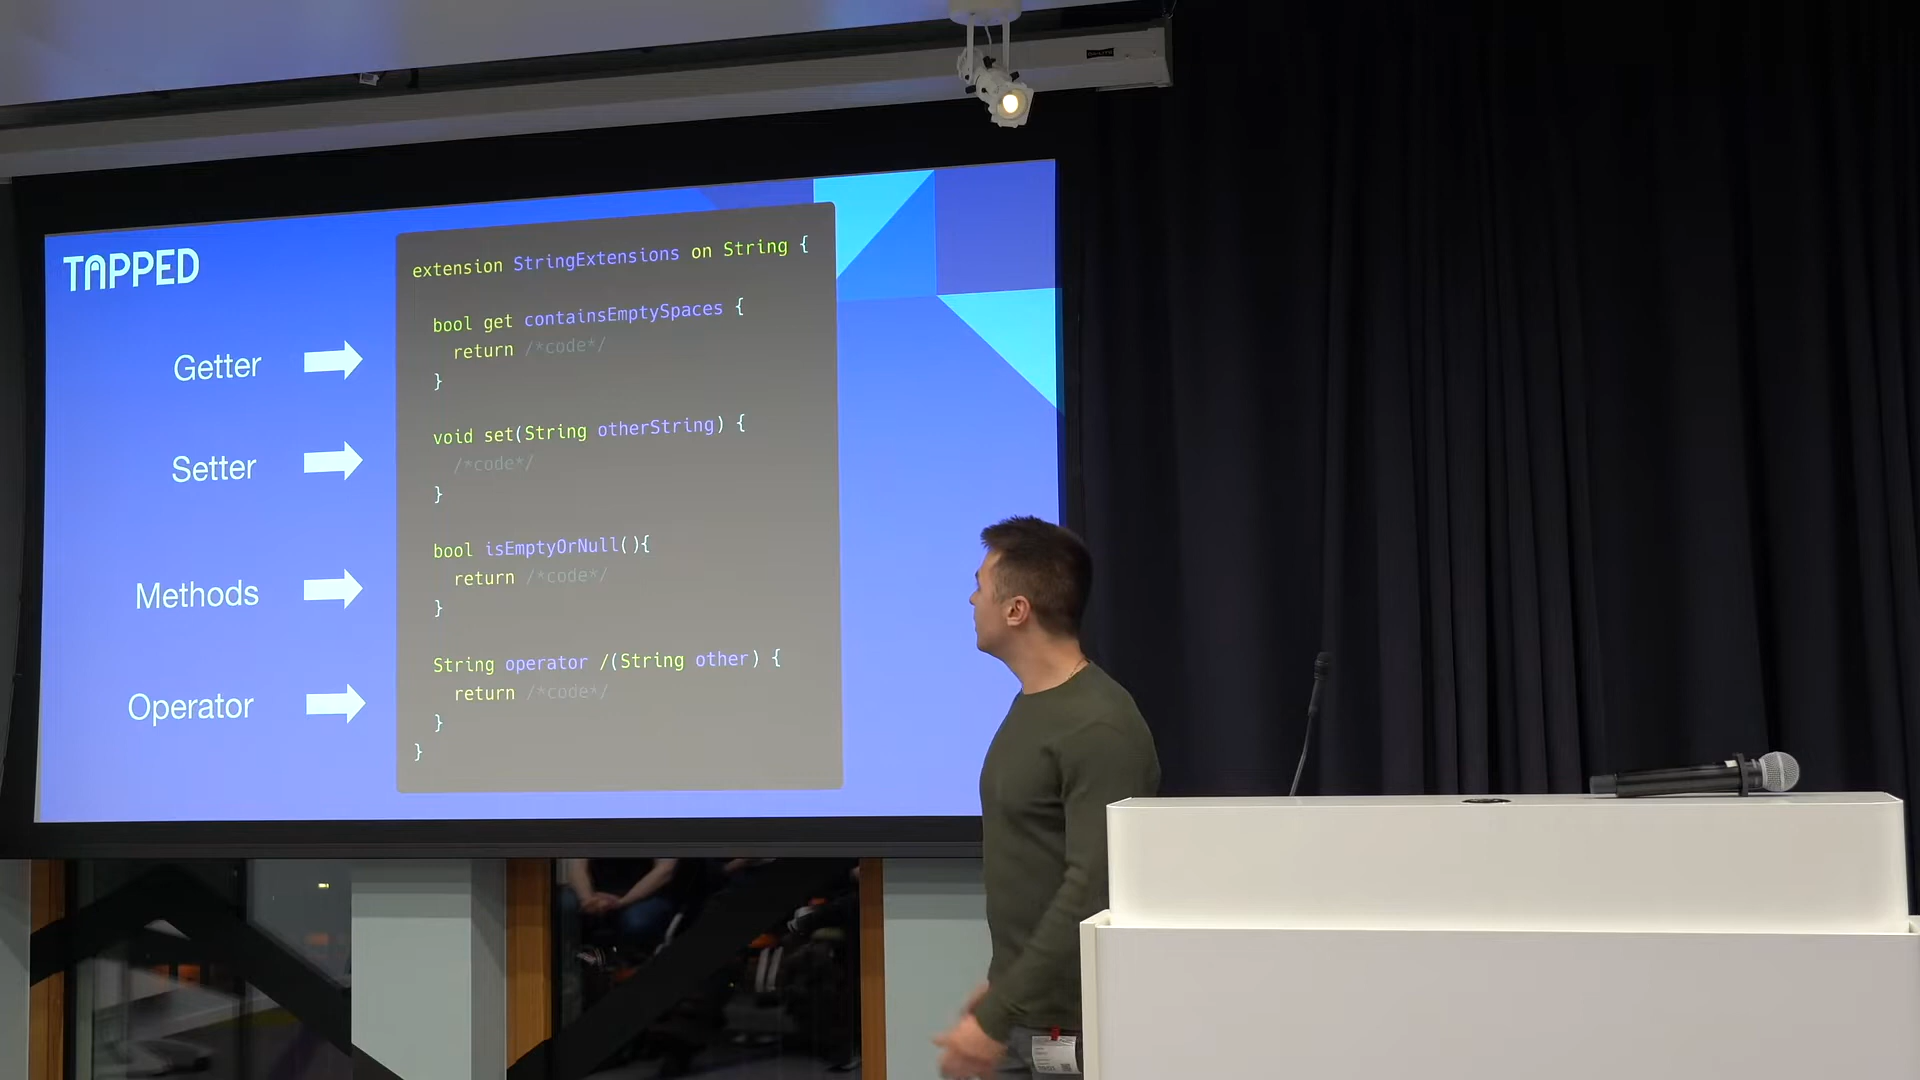 TAPPED
extension StringExtensions on String {
Getter
bool get containsEmptySpaces {
return /*code*/
}
Setter
void set(String otherString) {
/*code*/
}
Methods
bool isEmptyOrNull(){
return /*code*/
}
Operator
String operator /(String other) {
return /*code*/
}
}